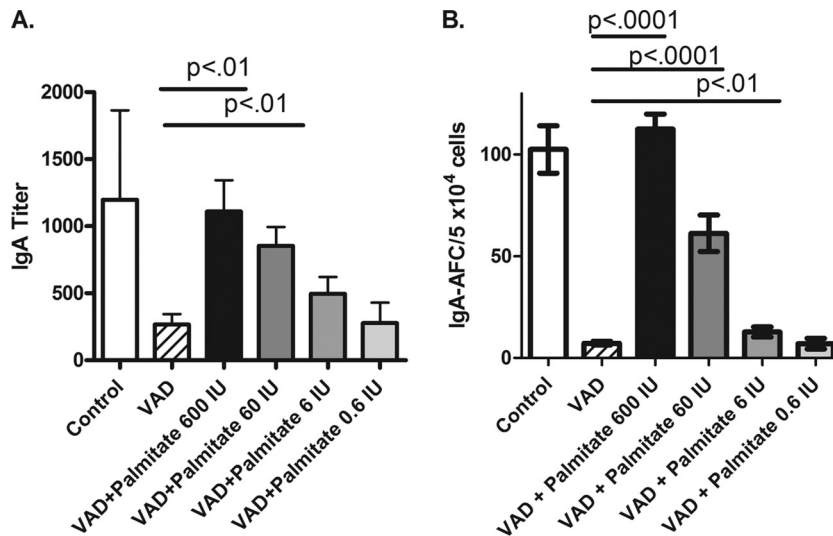 A.
p<.01
p<.01
IgA Titer
2000
1500
1000
500
0
Control
VAD
VAD+Palmitate 600 IU
VAD+Palmitate 60 IU
VAD+Palmitate 6 IU
VAD+Palmitate 0.6 IU
B.
p<.0001
p<.0001
p<.01
IgA-AFC/5 x10⁴ cells
100
50
0
Control
VAD
VAD + Palmitate 600 IU
VAD + Palmitate 60 IU
VAD + Palmitate 6 IU
VAD + Palmitate 0.6 IU